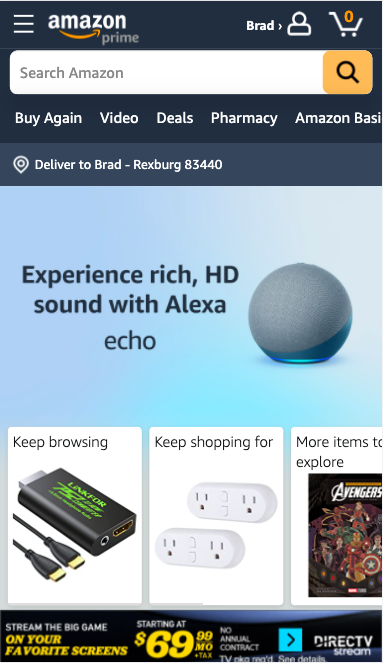 amazon
prime
Brad ›
0
Search Amazon
Buy Again Video Deals Pharmacy Amazon Basi
Deliver to Brad - Rexburg 83440
Experience rich, HD
sound with Alexa
echo
Keep browsing
Keep shopping for
More items to
explore
LINKFOR
AVENGERS
STREAM THE BIG GAME
ON YOUR
FAVORITE SCREENS
STARTING AT
$69.99
MO
+TAX
NO
ANNUAL
CONTRACT
TV pkg req'd. See details.
DIRECTV
stream